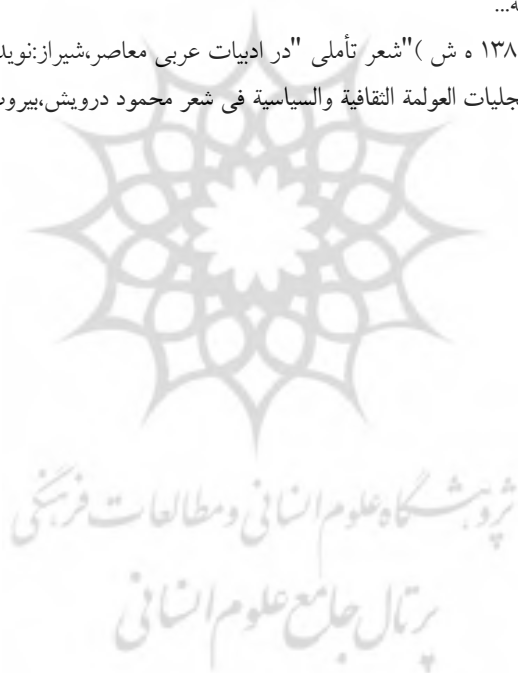 ه...
۱۳۸ ه ش )"شعر تأملی "در ادبیات عربی معاصر،شیراز:نوید
جلیات العولمة الثقافیة والسیاسیة فی شعر محمود درویش،بیروت
پژوهشگاه علوم انسانی و مطالعات فرهنگی
پرتال جامع علوم انسانی